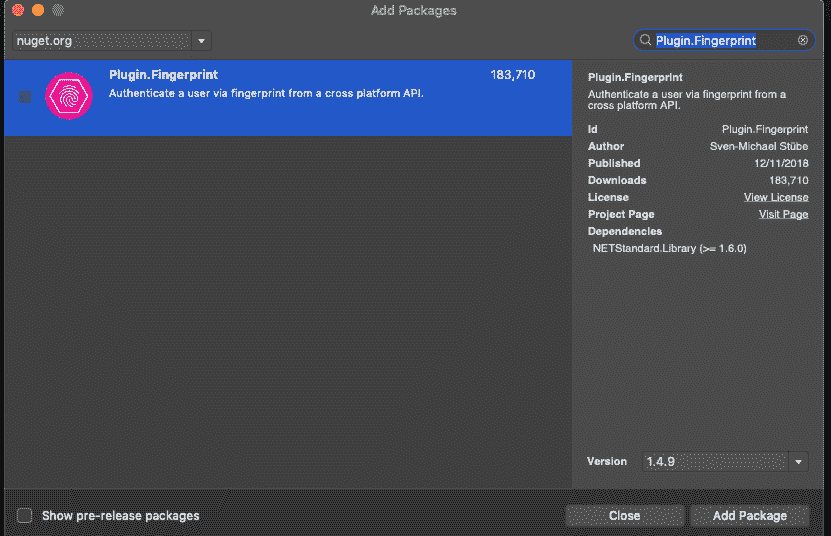 Add Packages
nuget.org
Plugin.Fingerprint
Plugin.Fingerprint 183,710
Authenticate a user via fingerprint from a cross platform API.
Plugin.Fingerprint
Authenticate a user via fingerprint from a
cross platform API.
Id Plugin.Fingerprint
Author Sven-Michael Stübe
Published 12/11/2018
Downloads 183,710
License View License
Project Page Visit Page
Dependencies
NETStandard.Library (>= 1.6.0)
Version 1.4.9
Show pre-release packages
Close
Add Package